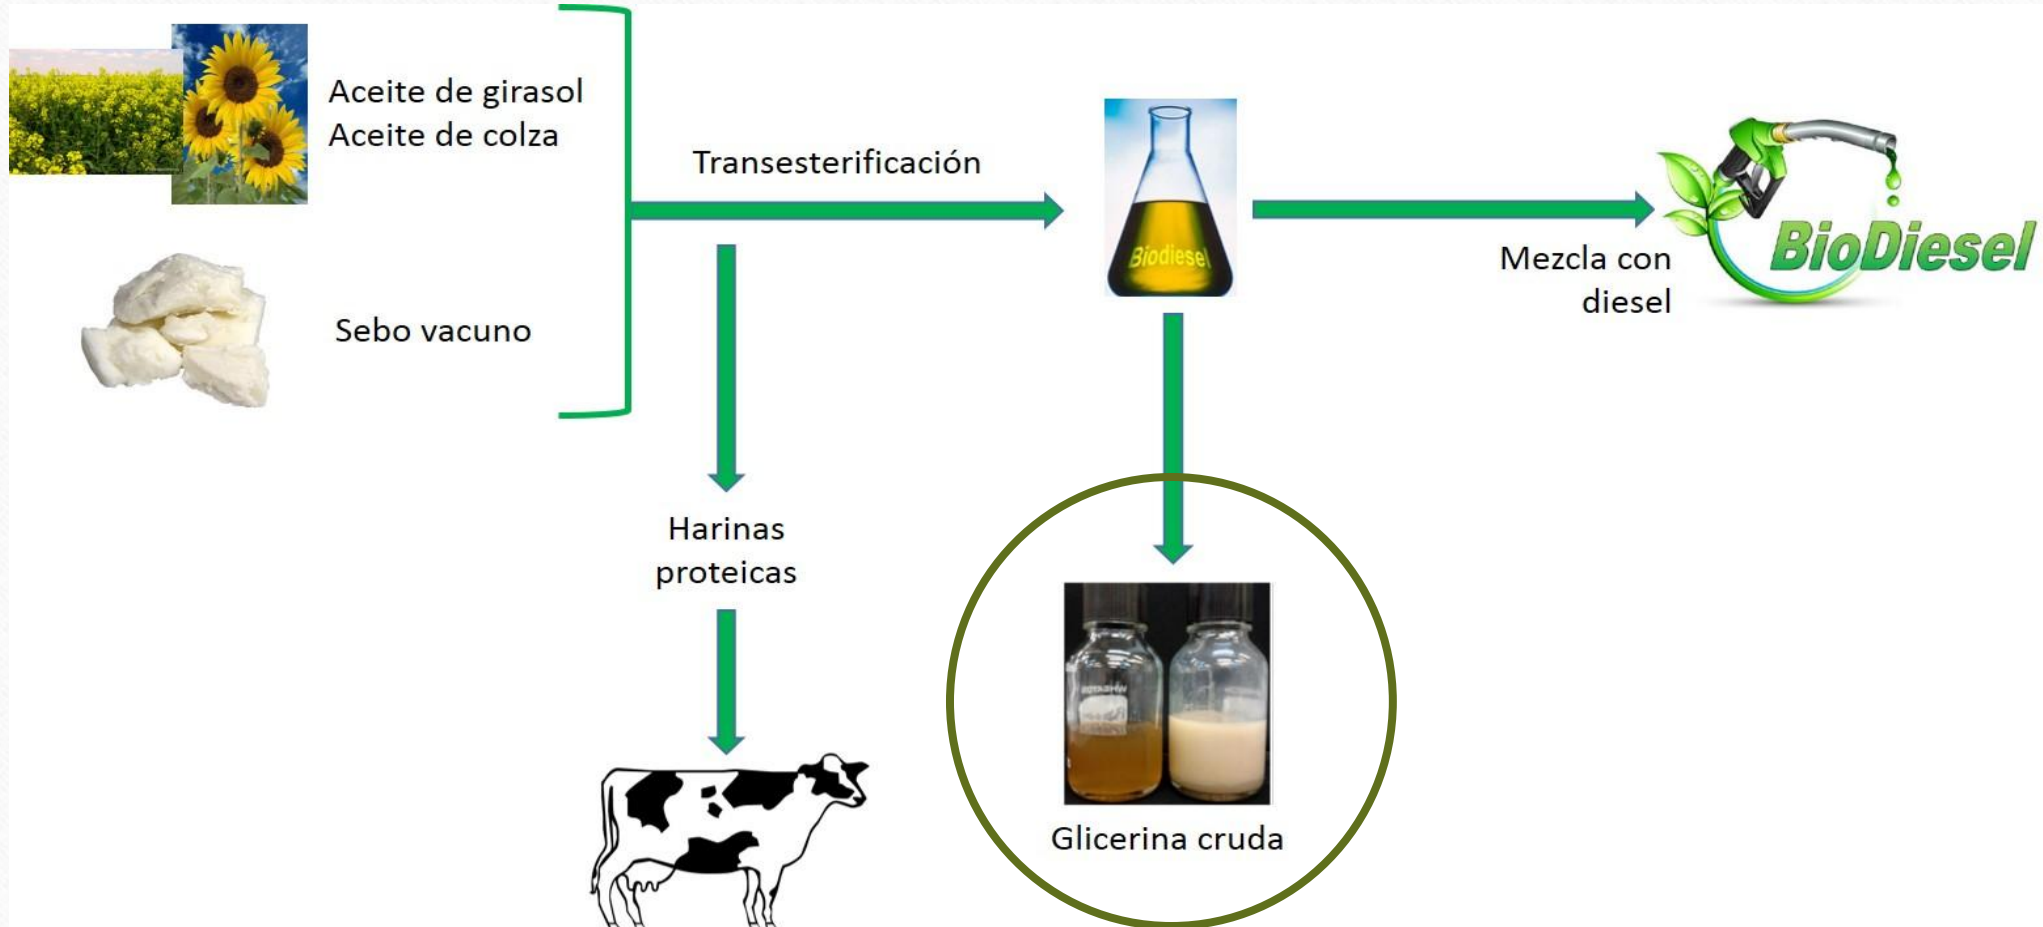 Aceite de girasol
Aceite de colza
Transesterificación
Biodiesel
Mezcla con
diesel
BioDiesel
Sebo vacuno
Harinas
proteicas
Glicerina cruda